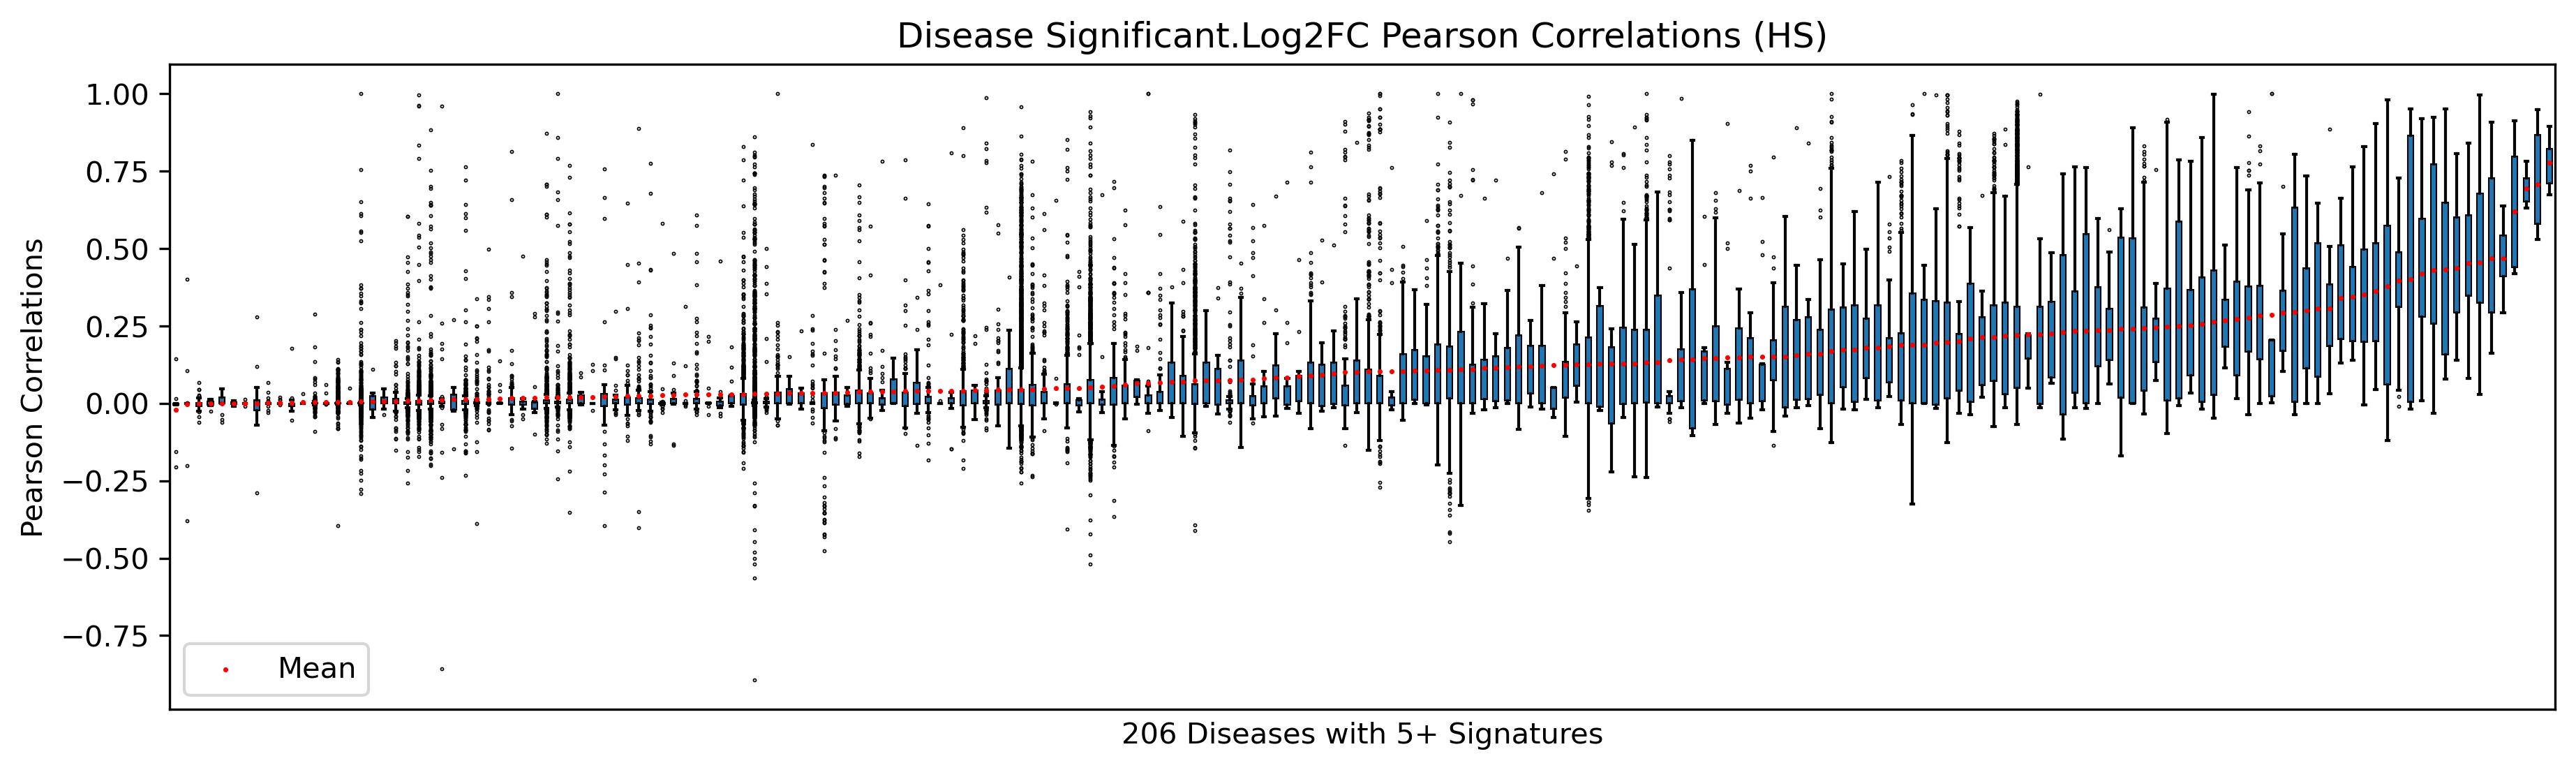 Disease Significant.Log2FC Pearson Correlations (HS)
Pearson Correlations
1.00
0.75
0.50
0.25
0.00
−0.25
−0.50
−0.75
Mean
206 Diseases with 5+ Signatures